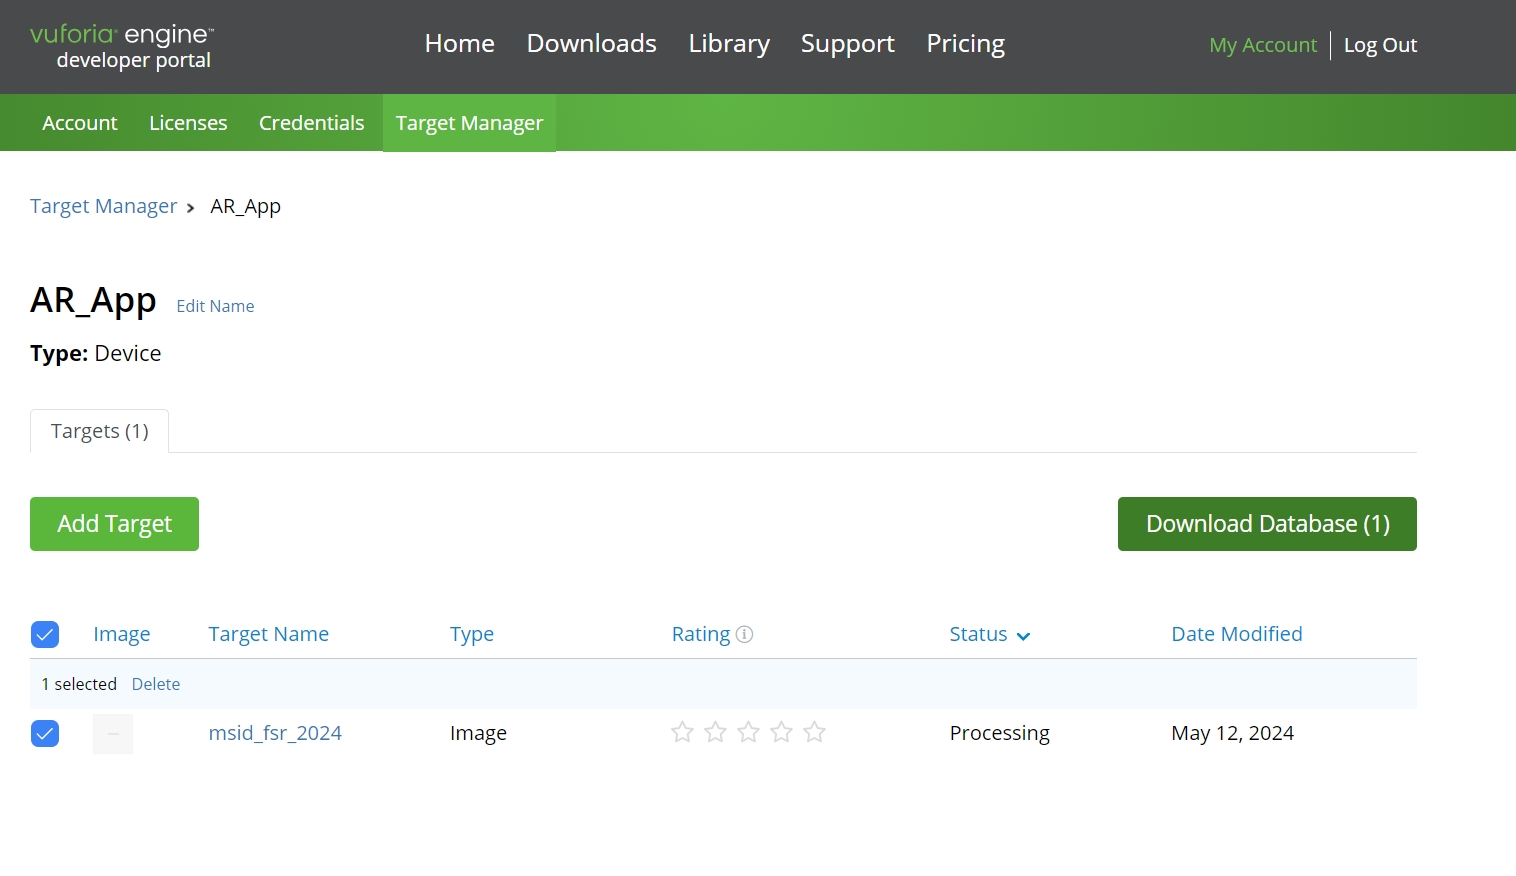 vuforia engine™
developer portal
Home Downloads Library Support Pricing
My Account Log Out
Account Licenses Credentials Target Manager
Target Manager > AR_App
AR_App Edit Name
Type: Device
Targets (1)
Add Target Download Database (1)
Image Target Name Type Rating Status Date Modified
1 selected Delete
msid_fsr_2024 Image Processing May 12, 2024